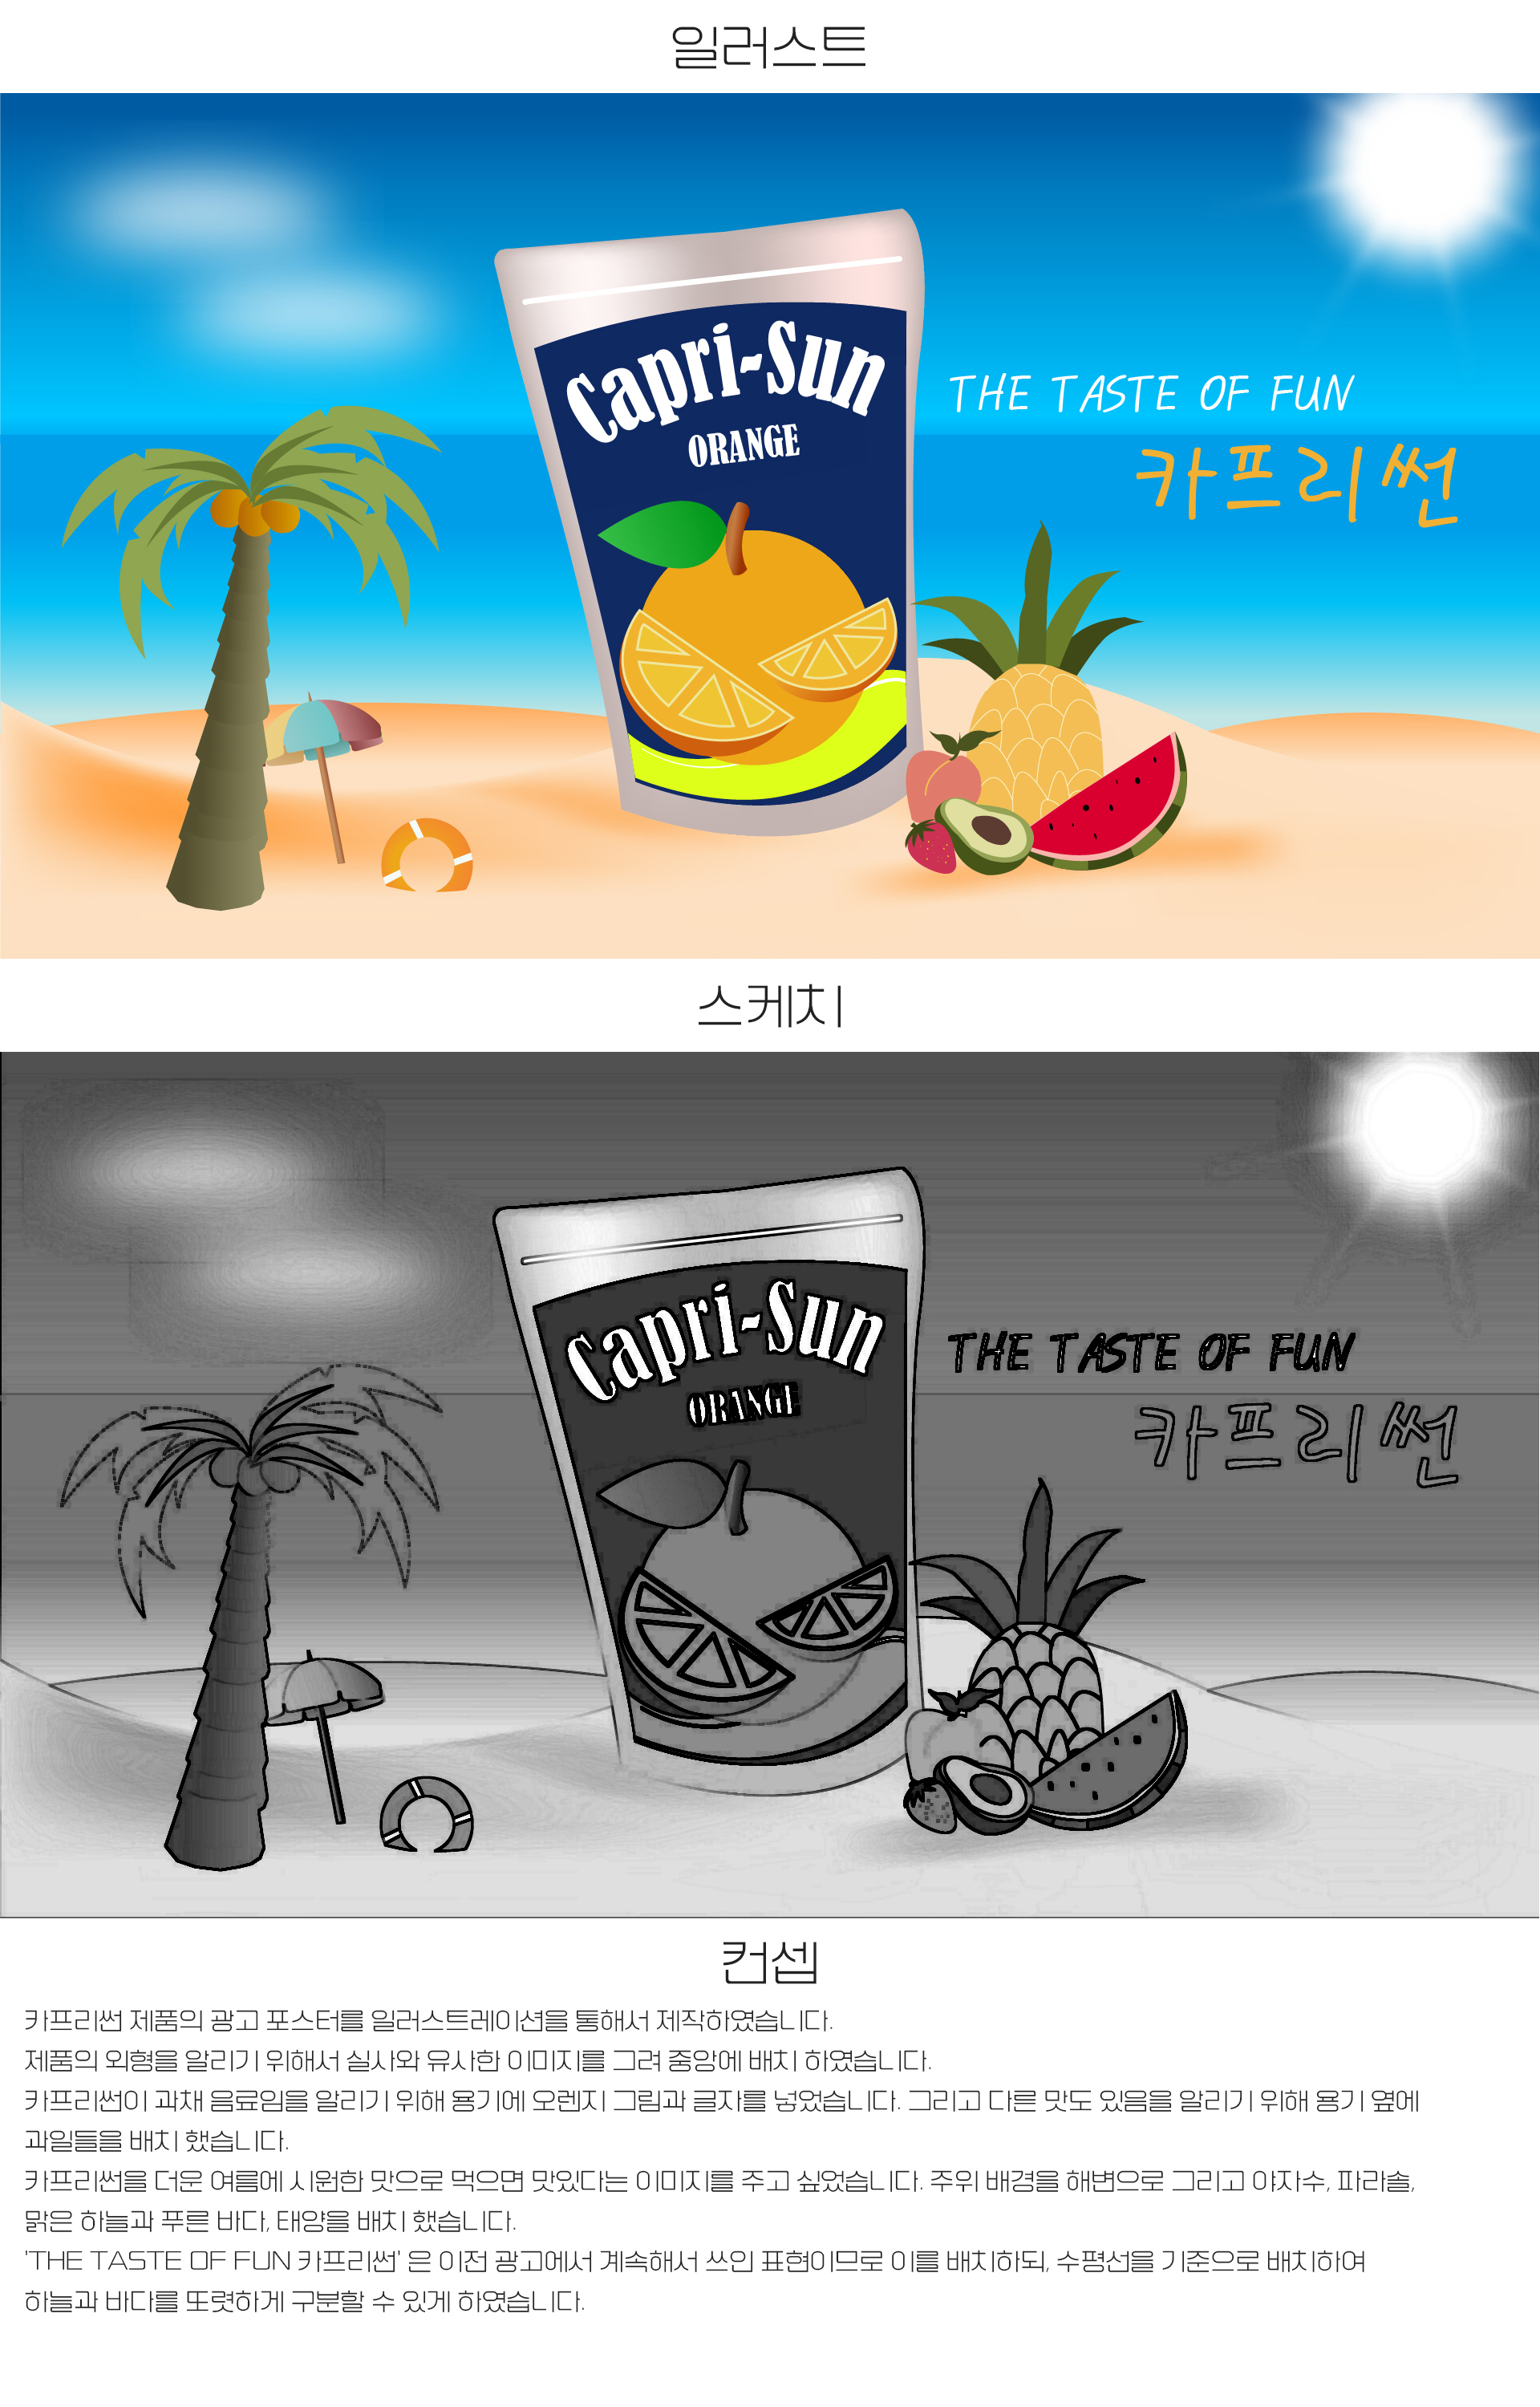 일러스트
Capri-Sun
ORANGE
THE TASTE OF FUN
카프리썬
스케치
Capri-Sun
ORANGE
THE TASTE OF FUN
카프리썬
컨셉
카프리썬 제품의 광고 포스터를 일러스트레이션을 통해서 제작하였습니다.
제품의 외형을 알리기 위해서 실사와 유사한 이미지를 그려 중앙에 배치 하였습니다.
카프리썬이 과채 음료임을 알리기 위해 용기에 오렌지 그림과 글자를 넣었습니다. 그리고 다른 맛도 있음을 알리기 위해 용기 옆에
과일들을 배치 했습니다.
카프리썬을 더운 여름에 시원한 맛으로 먹으면 맛있다는 이미지를 주고 싶었습니다. 주위 배경을 해변으로 그리고 야자수, 파라솔,
맑은 하늘과 푸른 바다, 태양을 배치 했습니다.
'THE TASTE OF FUN 카프리썬' 은 이전 광고에서 계속해서 쓰인 표현이므로 이를 배치하되, 수평선을 기준으로 배치하여
하늘과 바다를 또렷하게 구분할 수 있게 하였습니다.